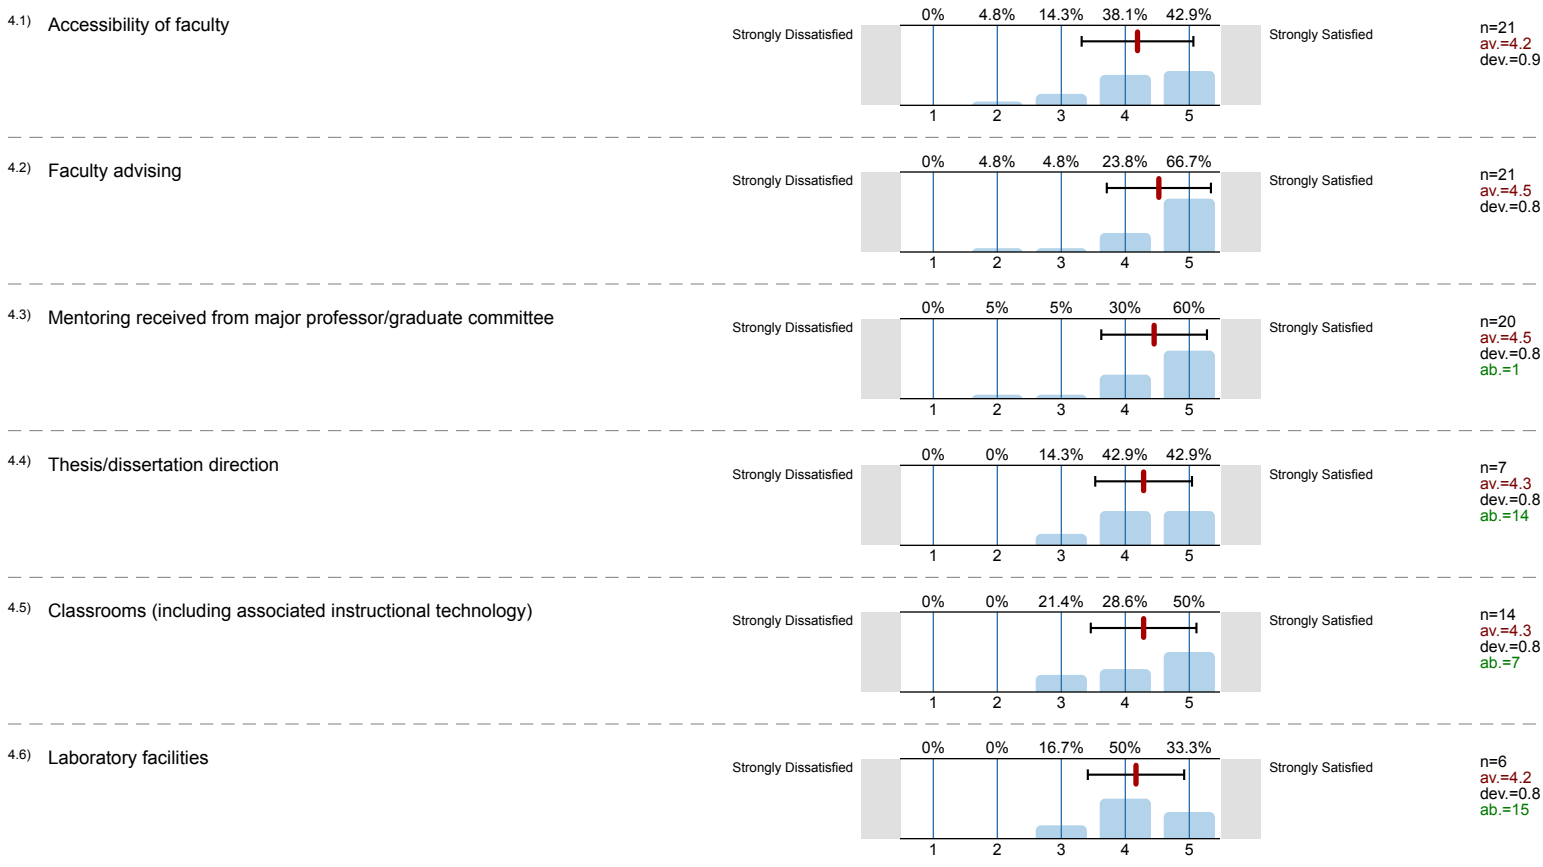 4.1) Accessibility of faculty
0% 4.8% 14.3% 38.1% 42.9%
Strongly Dissatisfied
Strongly Satisfied
n=21
av.=4.2
dev.=0.9
1 2 3 4 5
4.2) Faculty advising
0% 4.8% 4.8% 23.8% 66.7%
Strongly Dissatisfied
Strongly Satisfied
n=21
av.=4.5
dev.=0.8
1 2 3 4 5
4.3) Mentoring received from major professor/graduate committee
0% 5% 5% 30% 60%
Strongly Dissatisfied
Strongly Satisfied
n=20
av.=4.5
dev.=0.8
ab.=1
1 2 3 4 5
4.4) Thesis/dissertation direction
0% 0% 14.3% 42.9% 42.9%
Strongly Dissatisfied
Strongly Satisfied
n=7
av.=4.3
dev.=0.8
ab.=14
1 2 3 4 5
4.5) Classrooms (including associated instructional technology)
0% 0% 21.4% 28.6% 50%
Strongly Dissatisfied
Strongly Satisfied
n=14
av.=4.3
dev.=0.8
ab.=7
1 2 3 4 5
4.6) Laboratory facilities
0% 0% 16.7% 50% 33.3%
Strongly Dissatisfied
Strongly Satisfied
n=6
av.=4.2
dev.=0.8
ab.=15
1 2 3 4 5